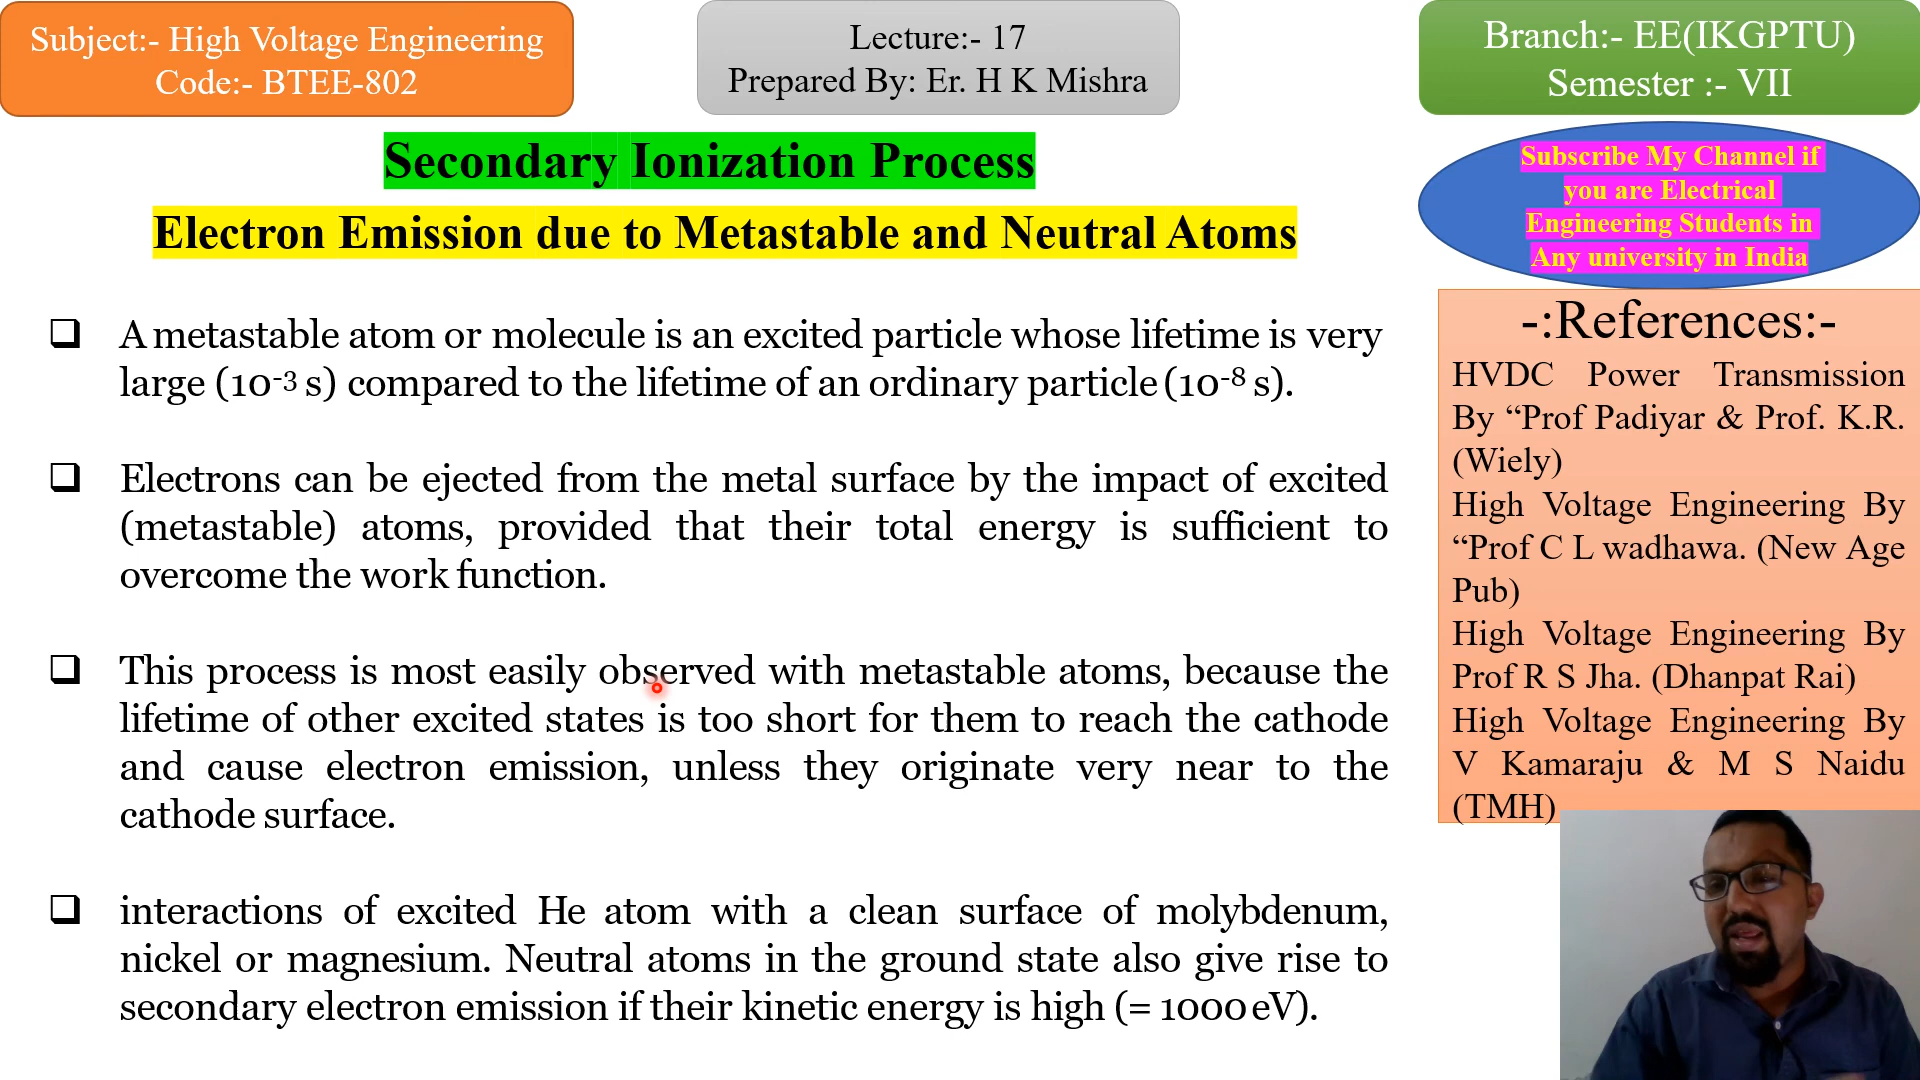 Subject:- High Voltage Engineering
Code:- BTEE-802
Lecture:- 17
Prepared By: Er. H K Mishra
Branch:- EE(IKGPTU)
Semester :- VII
Secondary Ionization Process
Electron Emission due to Metastable and Neutral Atoms
Subscribe My Channel if
you are Electrical
Engineering Students in
Any university in India
A metastable atom or molecule is an excited particle whose lifetime is very
large (10⁻³ s) compared to the lifetime of an ordinary particle (10⁻⁸ s).
Electrons can be ejected from the metal surface by the impact of excited
(metastable) atoms, provided that their total energy is sufficient to
overcome the work function.
This process is most easily observed with metastable atoms, because the
lifetime of other excited states is too short for them to reach the cathode
and cause electron emission, unless they originate very near to the
cathode surface.
interactions of excited He atom with a clean surface of molybdenum,
nickel or magnesium. Neutral atoms in the ground state also give rise to
secondary electron emission if their kinetic energy is high (= 1000 eV).
-:References:-
HVDC Power Transmission
By “Prof Padiyar & Prof. K.R.
(Wiely)
High Voltage Engineering By
“Prof C L wadhawa. (New Age
Pub)
High Voltage Engineering By
Prof R S Jha. (Dhanpat Rai)
High Voltage Engineering By
V Kamaraju & M S Naidu
(TMH)